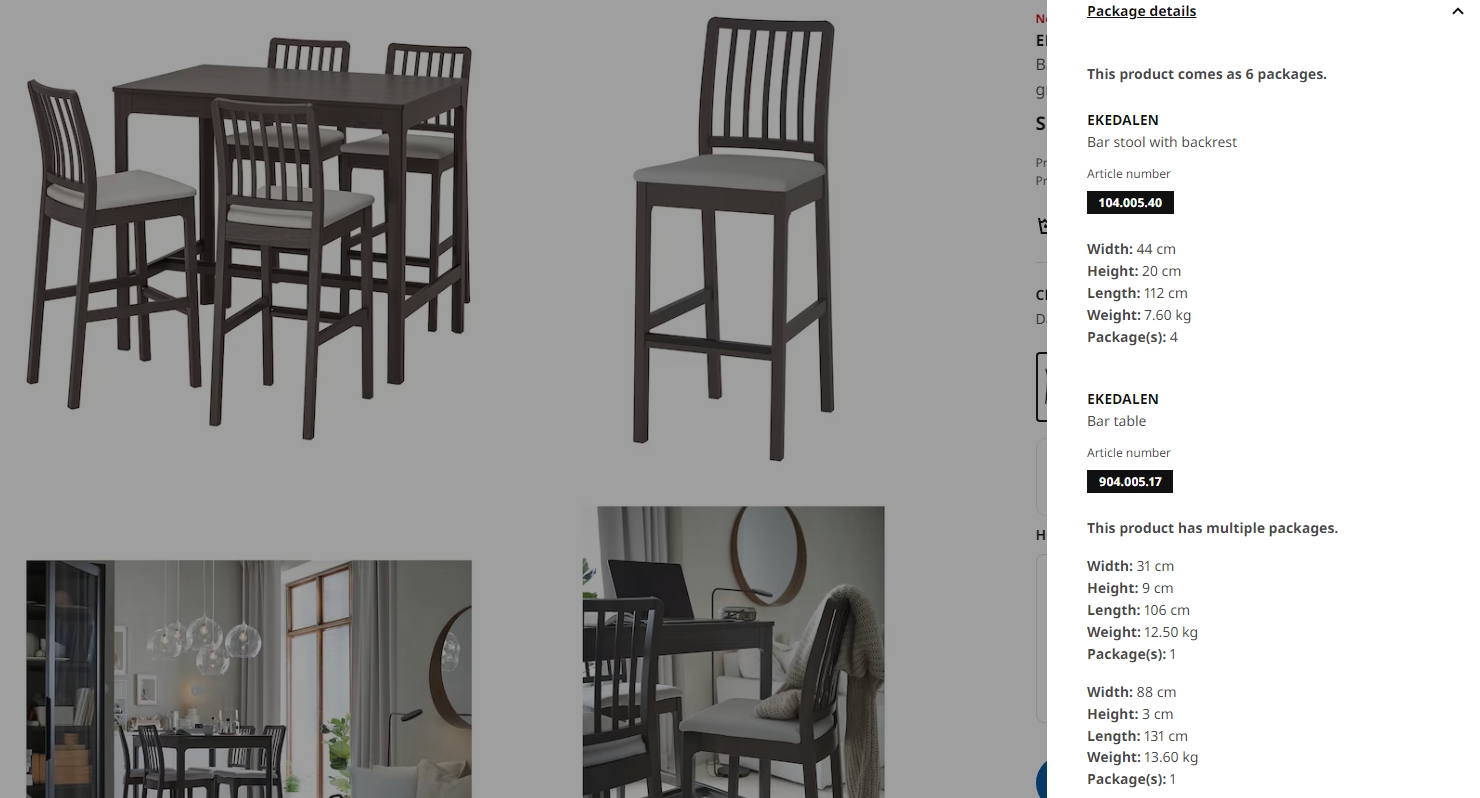 Package details
This product comes as 6 packages.
EKEDALEN
Bar stool with backrest
Article number
104.005.40
Width: 44 cm
Height: 20 cm
Length: 112 cm
Weight: 7.60 kg
Package(s): 4
EKEDALEN
Bar table
Article number
904.005.17
This product has multiple packages.
Width: 31 cm
Height: 9 cm
Length: 106 cm
Weight: 12.50 kg
Package(s): 1
Width: 88 cm
Height: 3 cm
Length: 131 cm
Weight: 13.60 kg
Package(s): 1